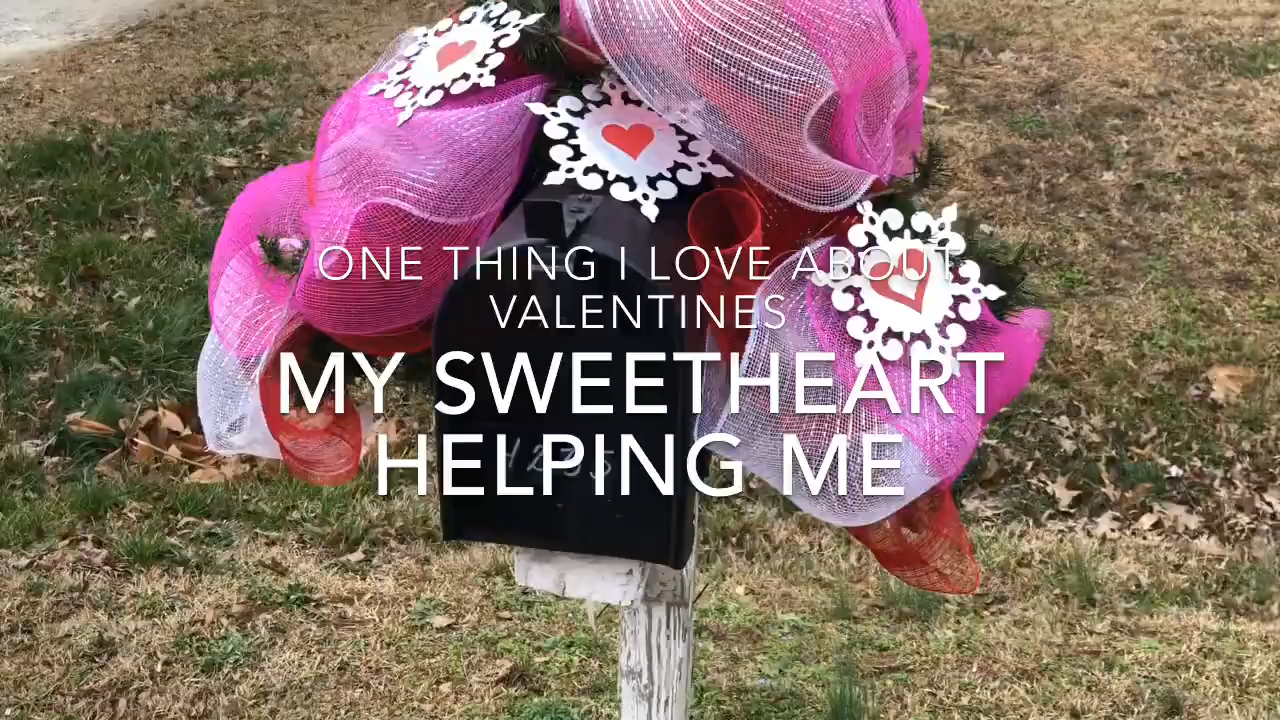 ONE THING I LOVE ABOUT
VALENTINES
MY SWEETHEART
HELPING ME